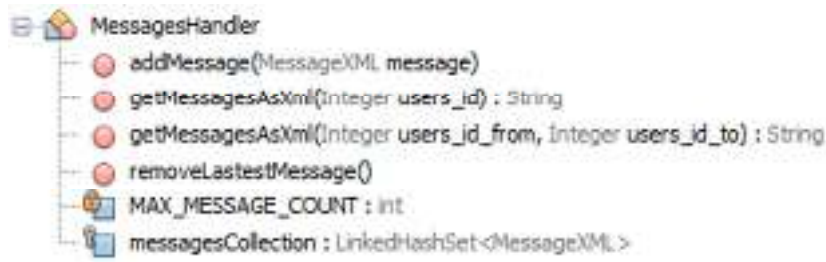 MessagesHandler
addMessage(MessageXML message)
getMessagesAsXml(Integer users_id) : String
getMessagesAsXml(Integer users_id_from, Integer users_id_to) : String
removeLastestMessage()
MAX_MESSAGE_COUNT : int
messagesCollection : LinkedHashSet<MessageXML>